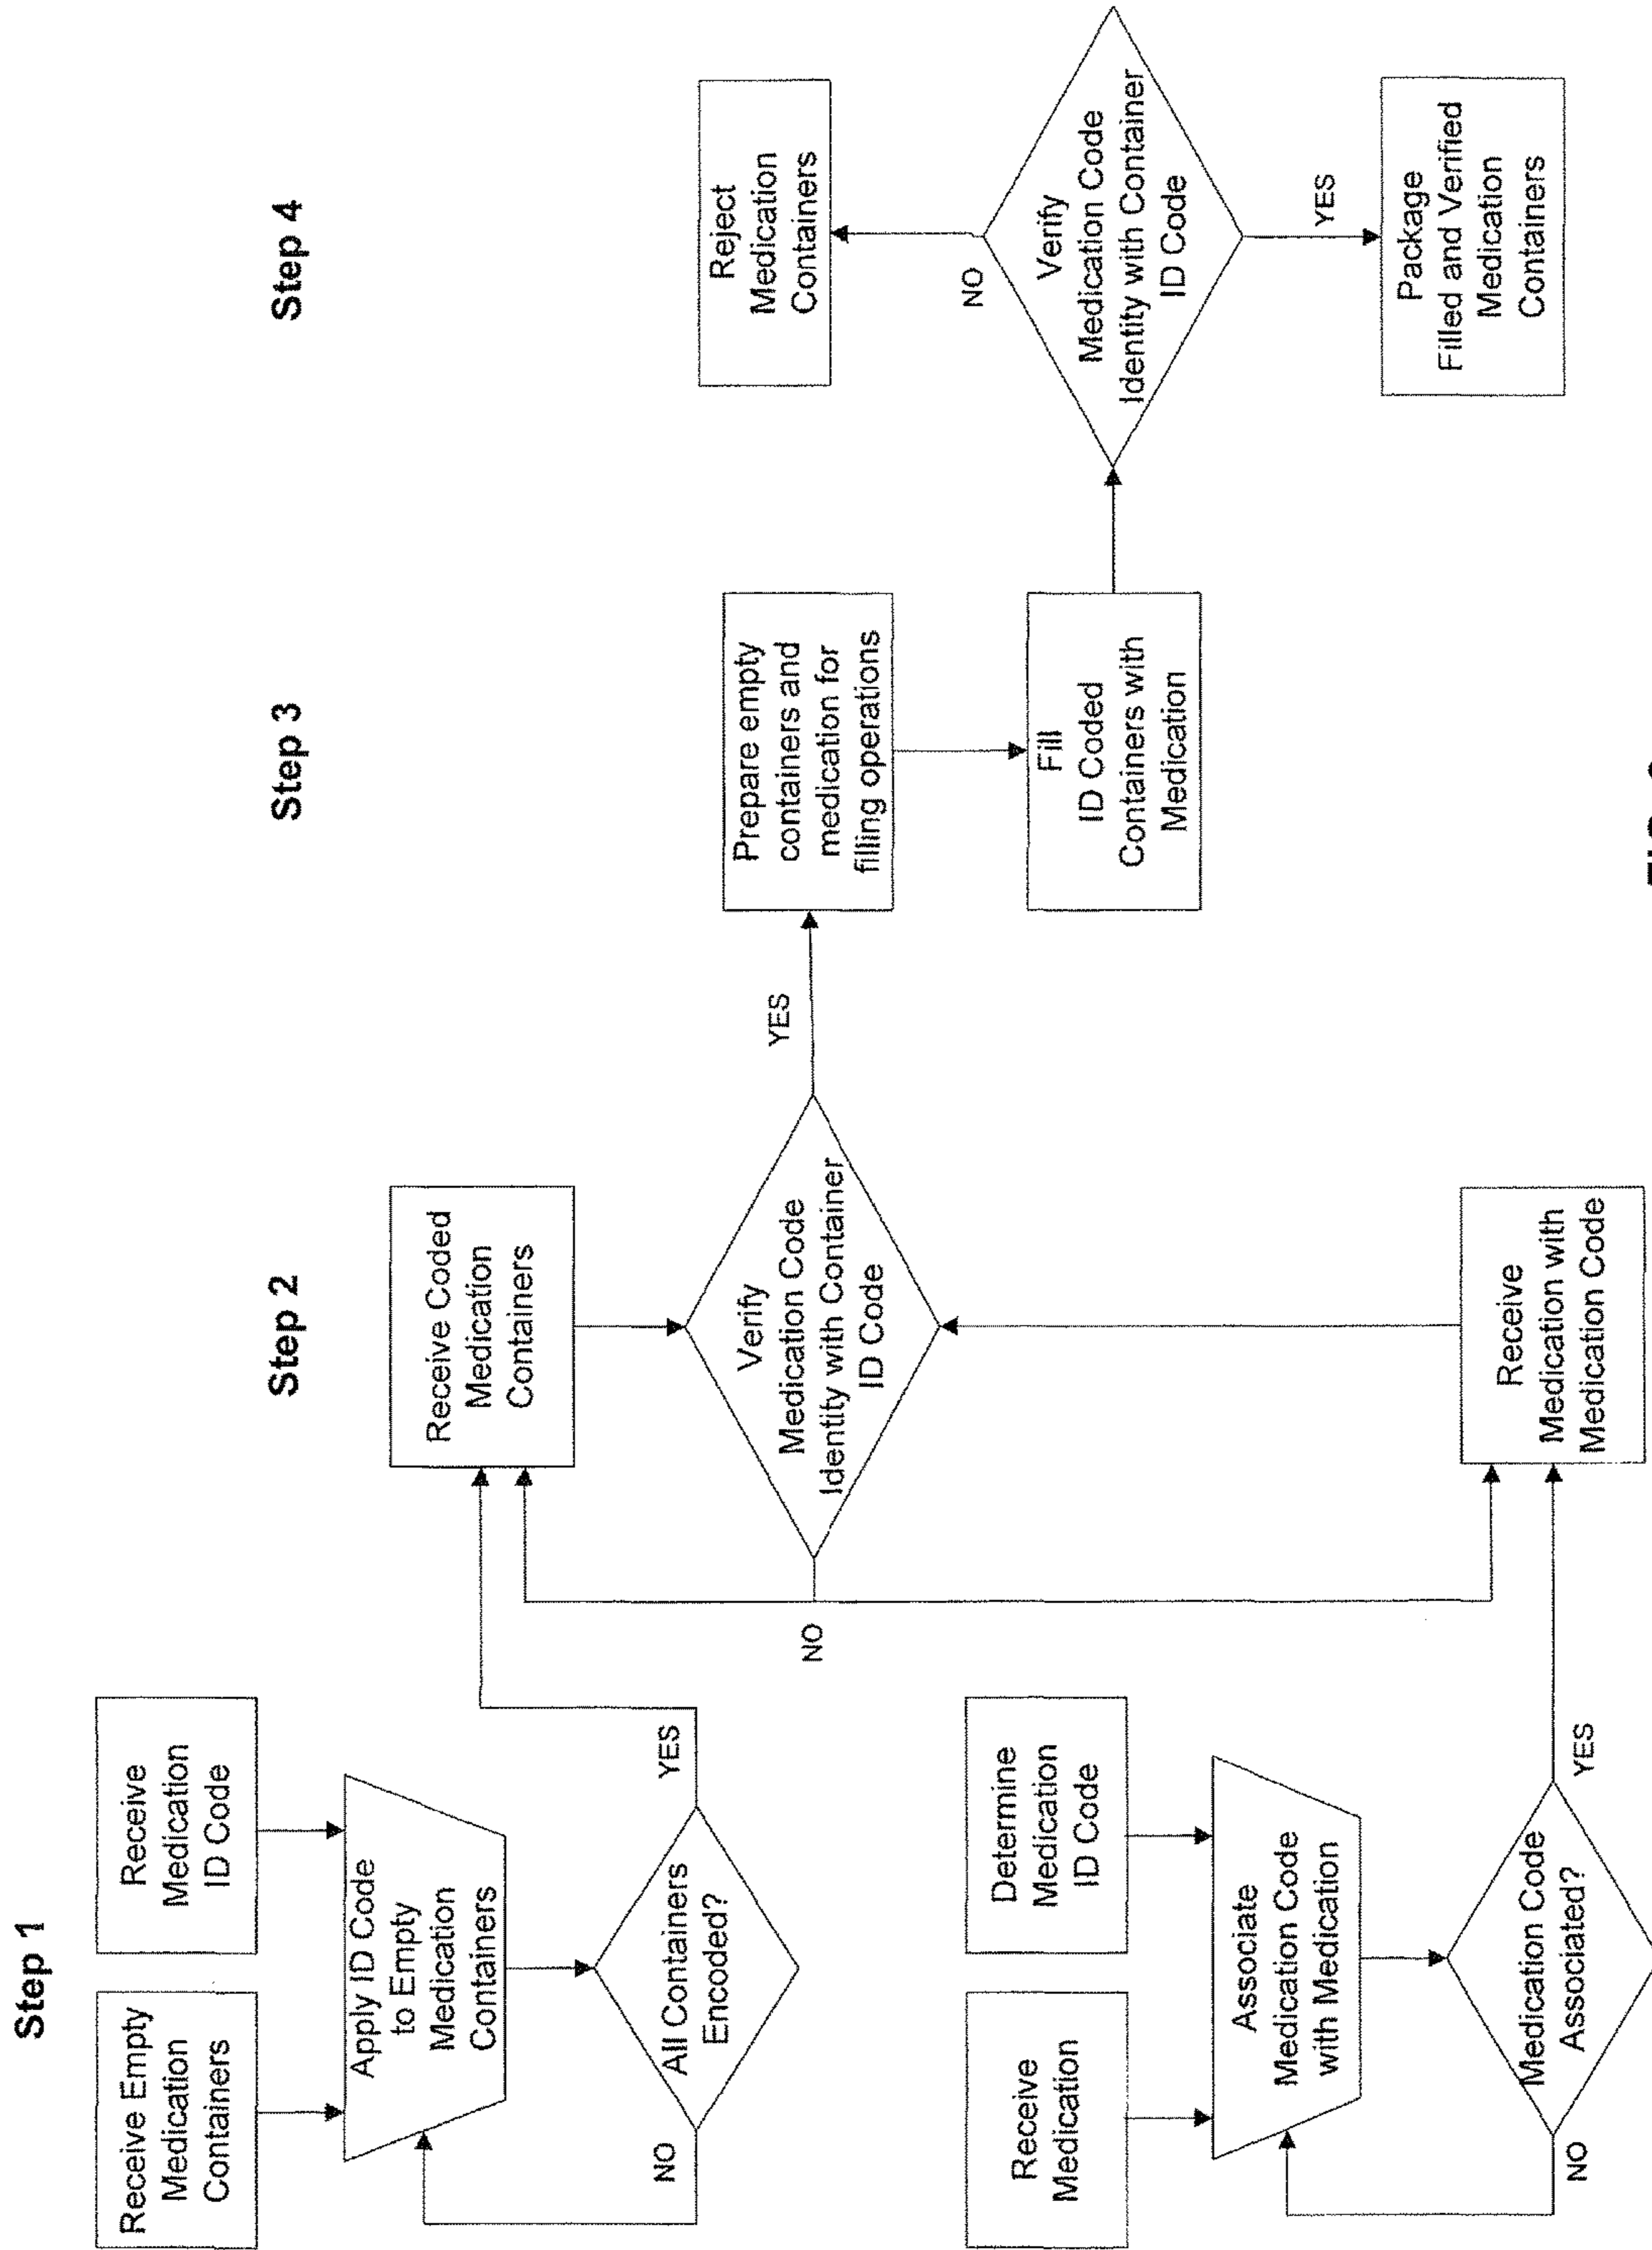 Step 1
Receive Empty
Medication
Containers
Receive
Medication
ID Code
Apply ID Code
to Empty
Medication
Containers
All Containers
Encoded?
NO
YES
Receive
Medication
Determine
Medication
ID Code
Associate
Medication Code
with Medication
Medication Code
Associated?
NO
YES
Step 2
Receive Coded
Medication
Containers
Verify
Medication Code
Identity with Container
ID Code
NO
YES
Receive
Medication with
Medication Code
Step 3
Prepare empty
containers and
medication for
filling operations
Fill
ID Coded
Containers with
Medication
Step 4
Reject
Medication
Containers
NO
Verify
Medication Code
Identity with Container
ID Code
YES
Package
Filled and Verified
Medication
Containers